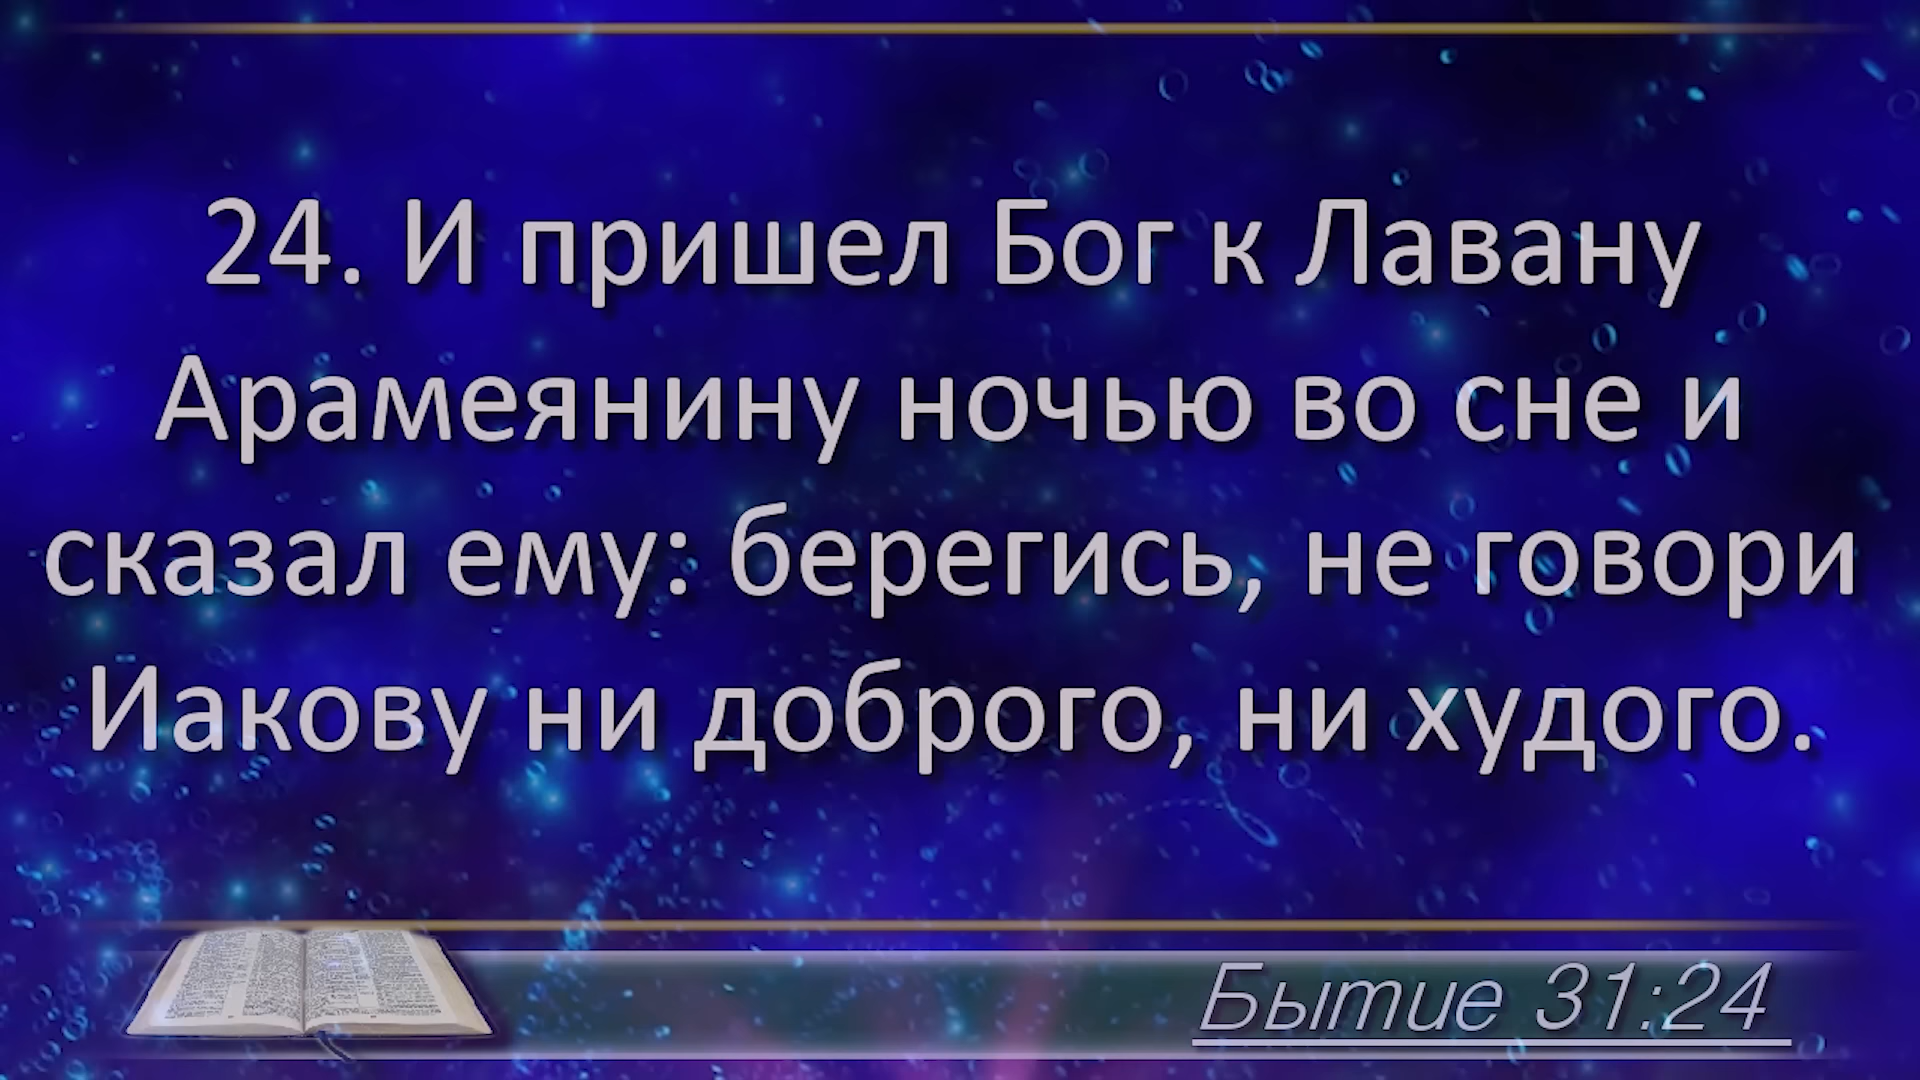 24. И пришел Бог к Лавану
Арамеянину ночью во сне и
сказал ему: берегись, не говори
Иакову ни доброго, ни худого.
Бытие 31:24